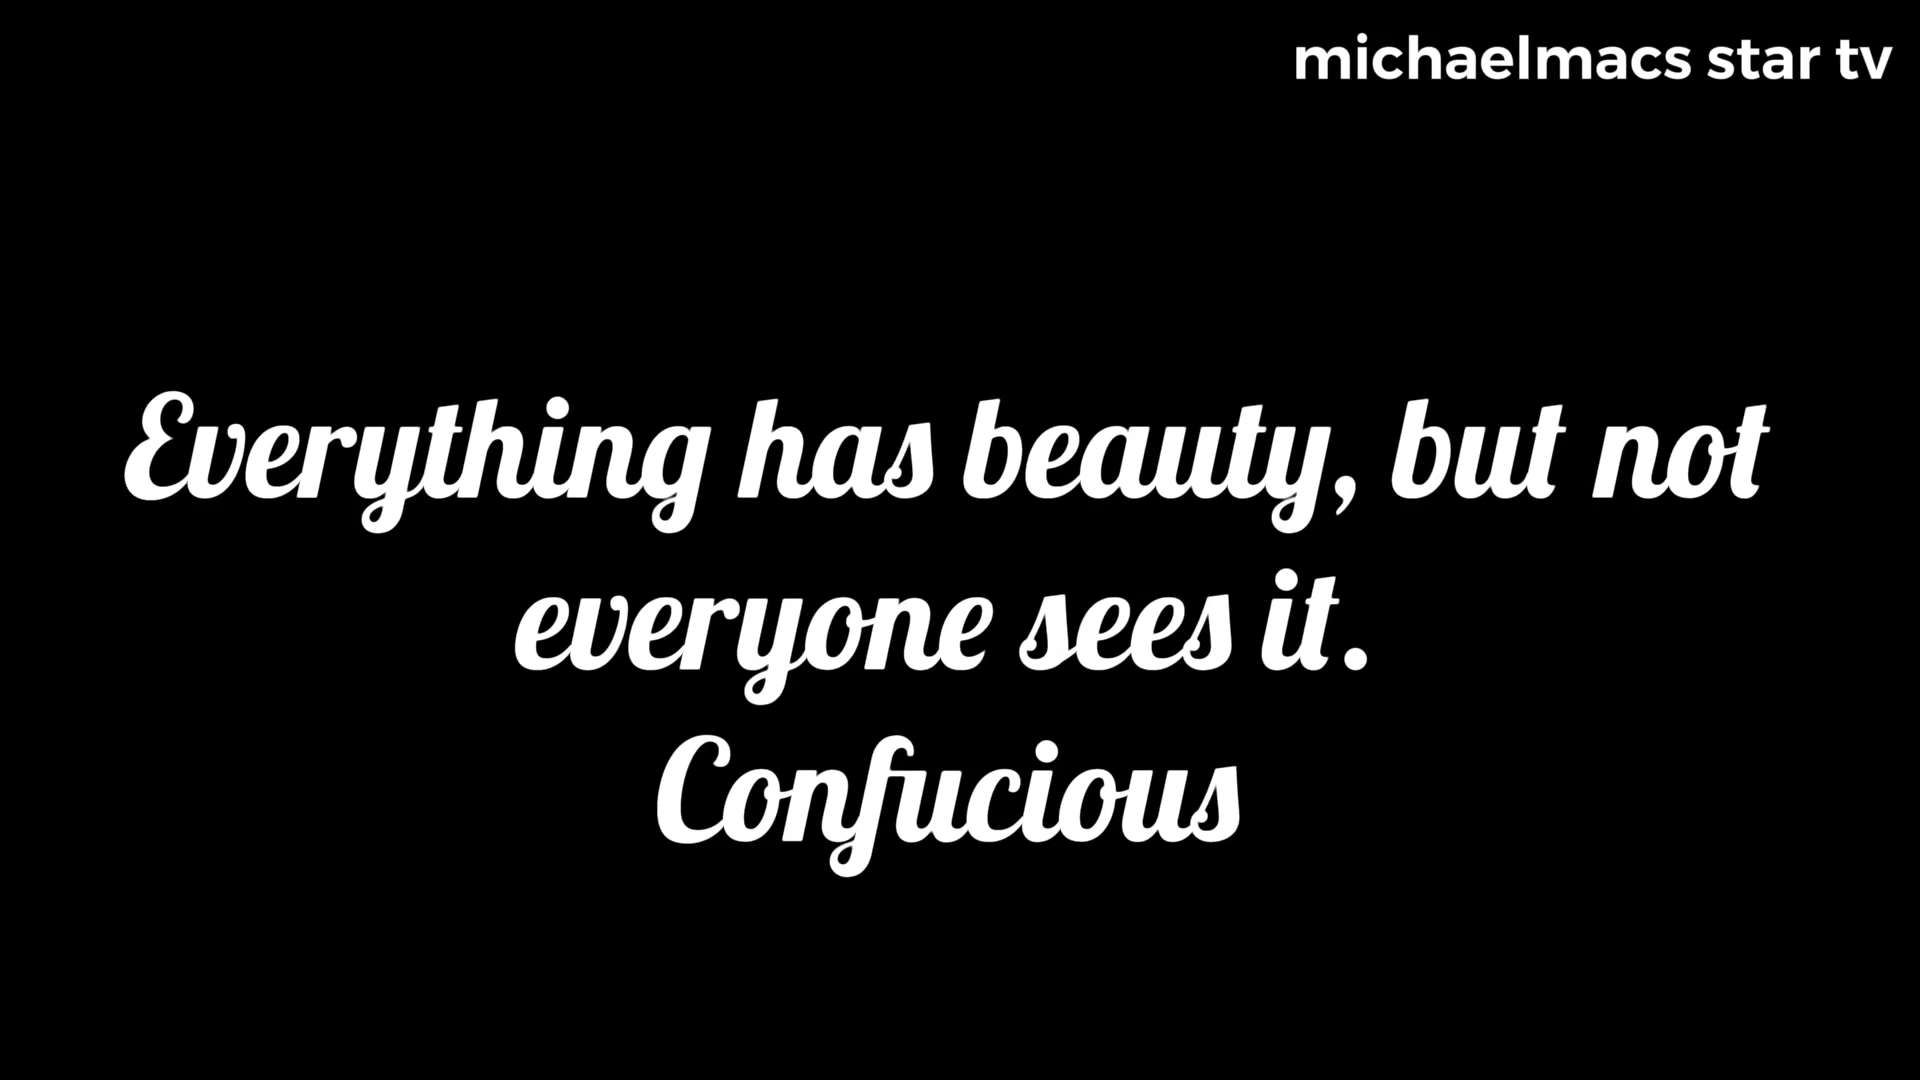 michaelmacs star tv
Everything has beauty, but not
everyone sees it.
Confucious